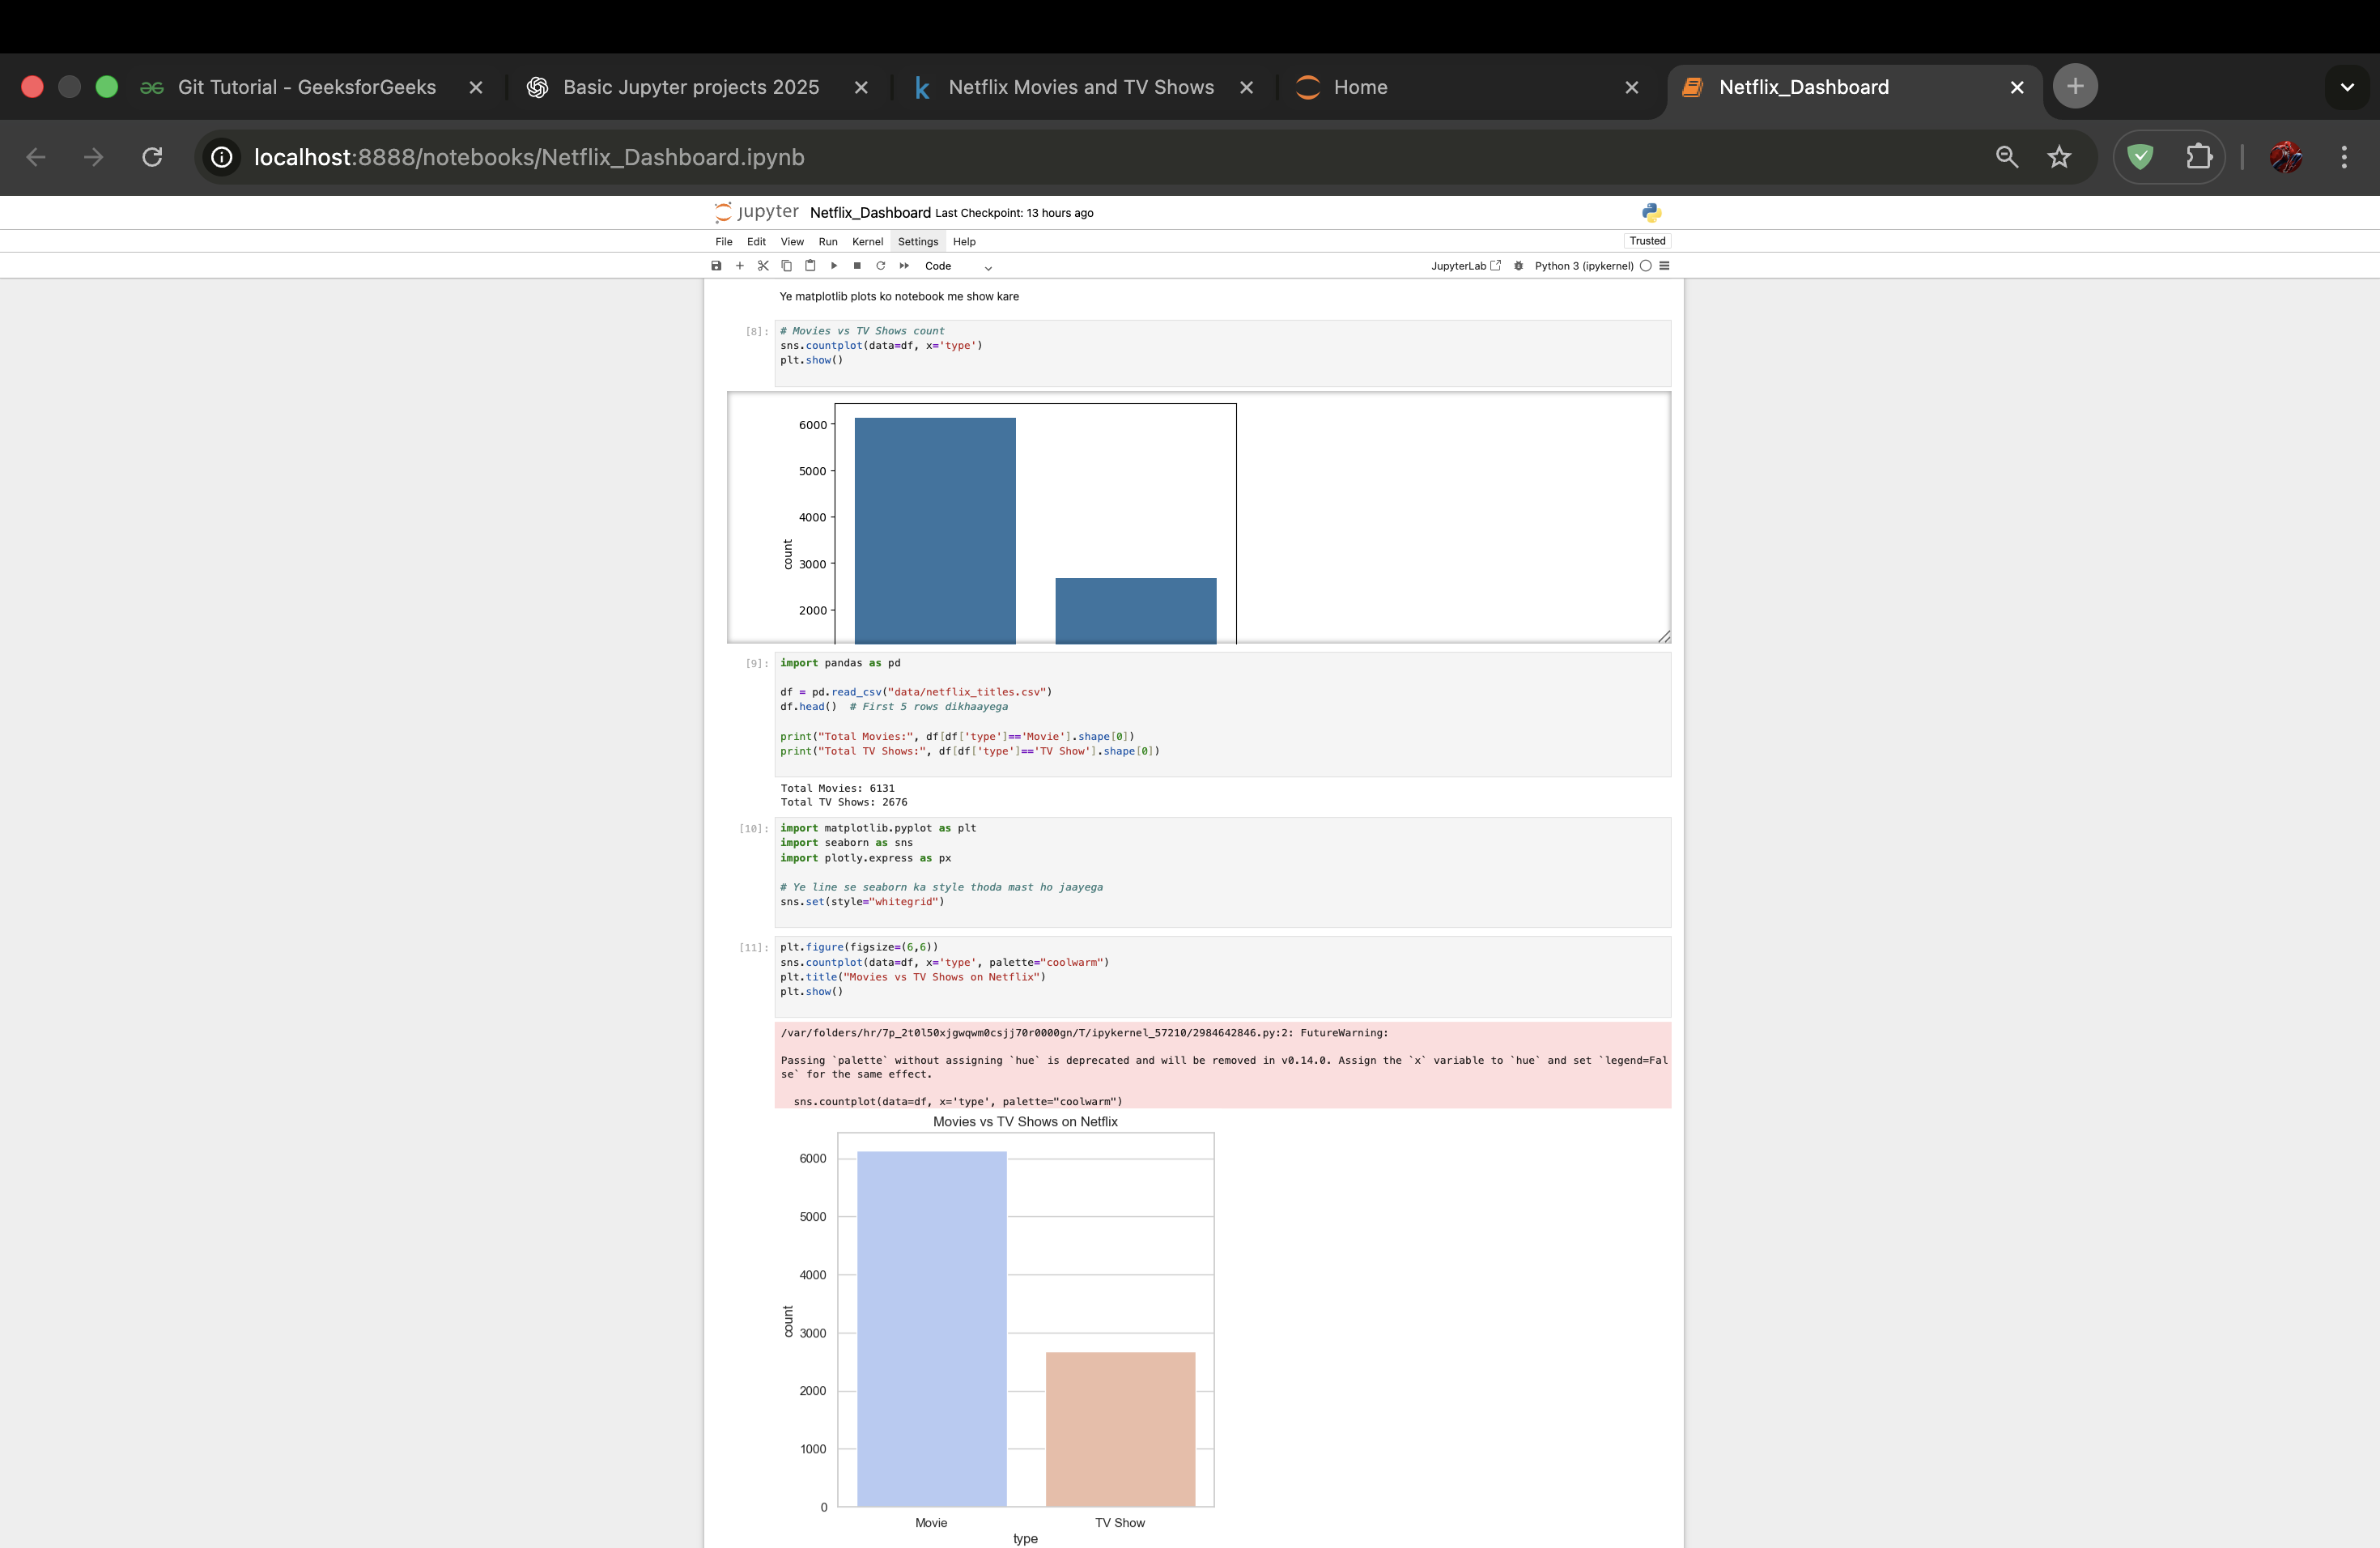 Git Tutorial - GeeksforGeeks
Basic Jupyter projects 2025
k
Netflix Movies and TV Shows
Home
Netflix_Dashboard
localhost:8888/notebooks/Netflix_Dashboard.ipynb
jupyter Netflix_Dashboard Last Checkpoint: 13 hours ago
File Edit View Run Kernel Settings Help
Trusted
Code
JupyterLab
Python 3 (ipykernel)
Ye matplotlib plots ko notebook me show kare
[8]:
# Movies vs TV Shows count
sns.countplot(data=df, x='type')
plt.show()
6000
5000
4000
3000
2000
count
[9]:
import pandas as pd
df = pd.read_csv("data/netflix_titles.csv")
df.head()  # First 5 rows dikhaayega
print("Total Movies:", df[df['type']=='Movie'].shape[0])
print("Total TV Shows:", df[df['type']=='TV Show'].shape[0])
Total Movies: 6131
Total TV Shows: 2676
[10]:
import matplotlib.pyplot as plt
import seaborn as sns
import plotly.express as px
# Ye line se seaborn ka style thoda mast ho jaayega
sns.set(style="whitegrid")
[11]:
plt.figure(figsize=(6,6))
sns.countplot(data=df, x='type', palette="coolwarm")
plt.title("Movies vs TV Shows on Netflix")
plt.show()
/var/folders/hr/7p_2t0l50xjgwqwm0csjj70r0000gn/T/ipykernel_57210/2984642846.py:2: FutureWarning:
Passing `palette` without assigning `hue` is deprecated and will be removed in v0.14.0. Assign the `x` variable to `hue` and set `legend=Fal
se` for the same effect.
sns.countplot(data=df, x='type', palette="coolwarm")
Movies vs TV Shows on Netflix
6000
5000
4000
3000
2000
1000
0
count
Movie
TV Show
type